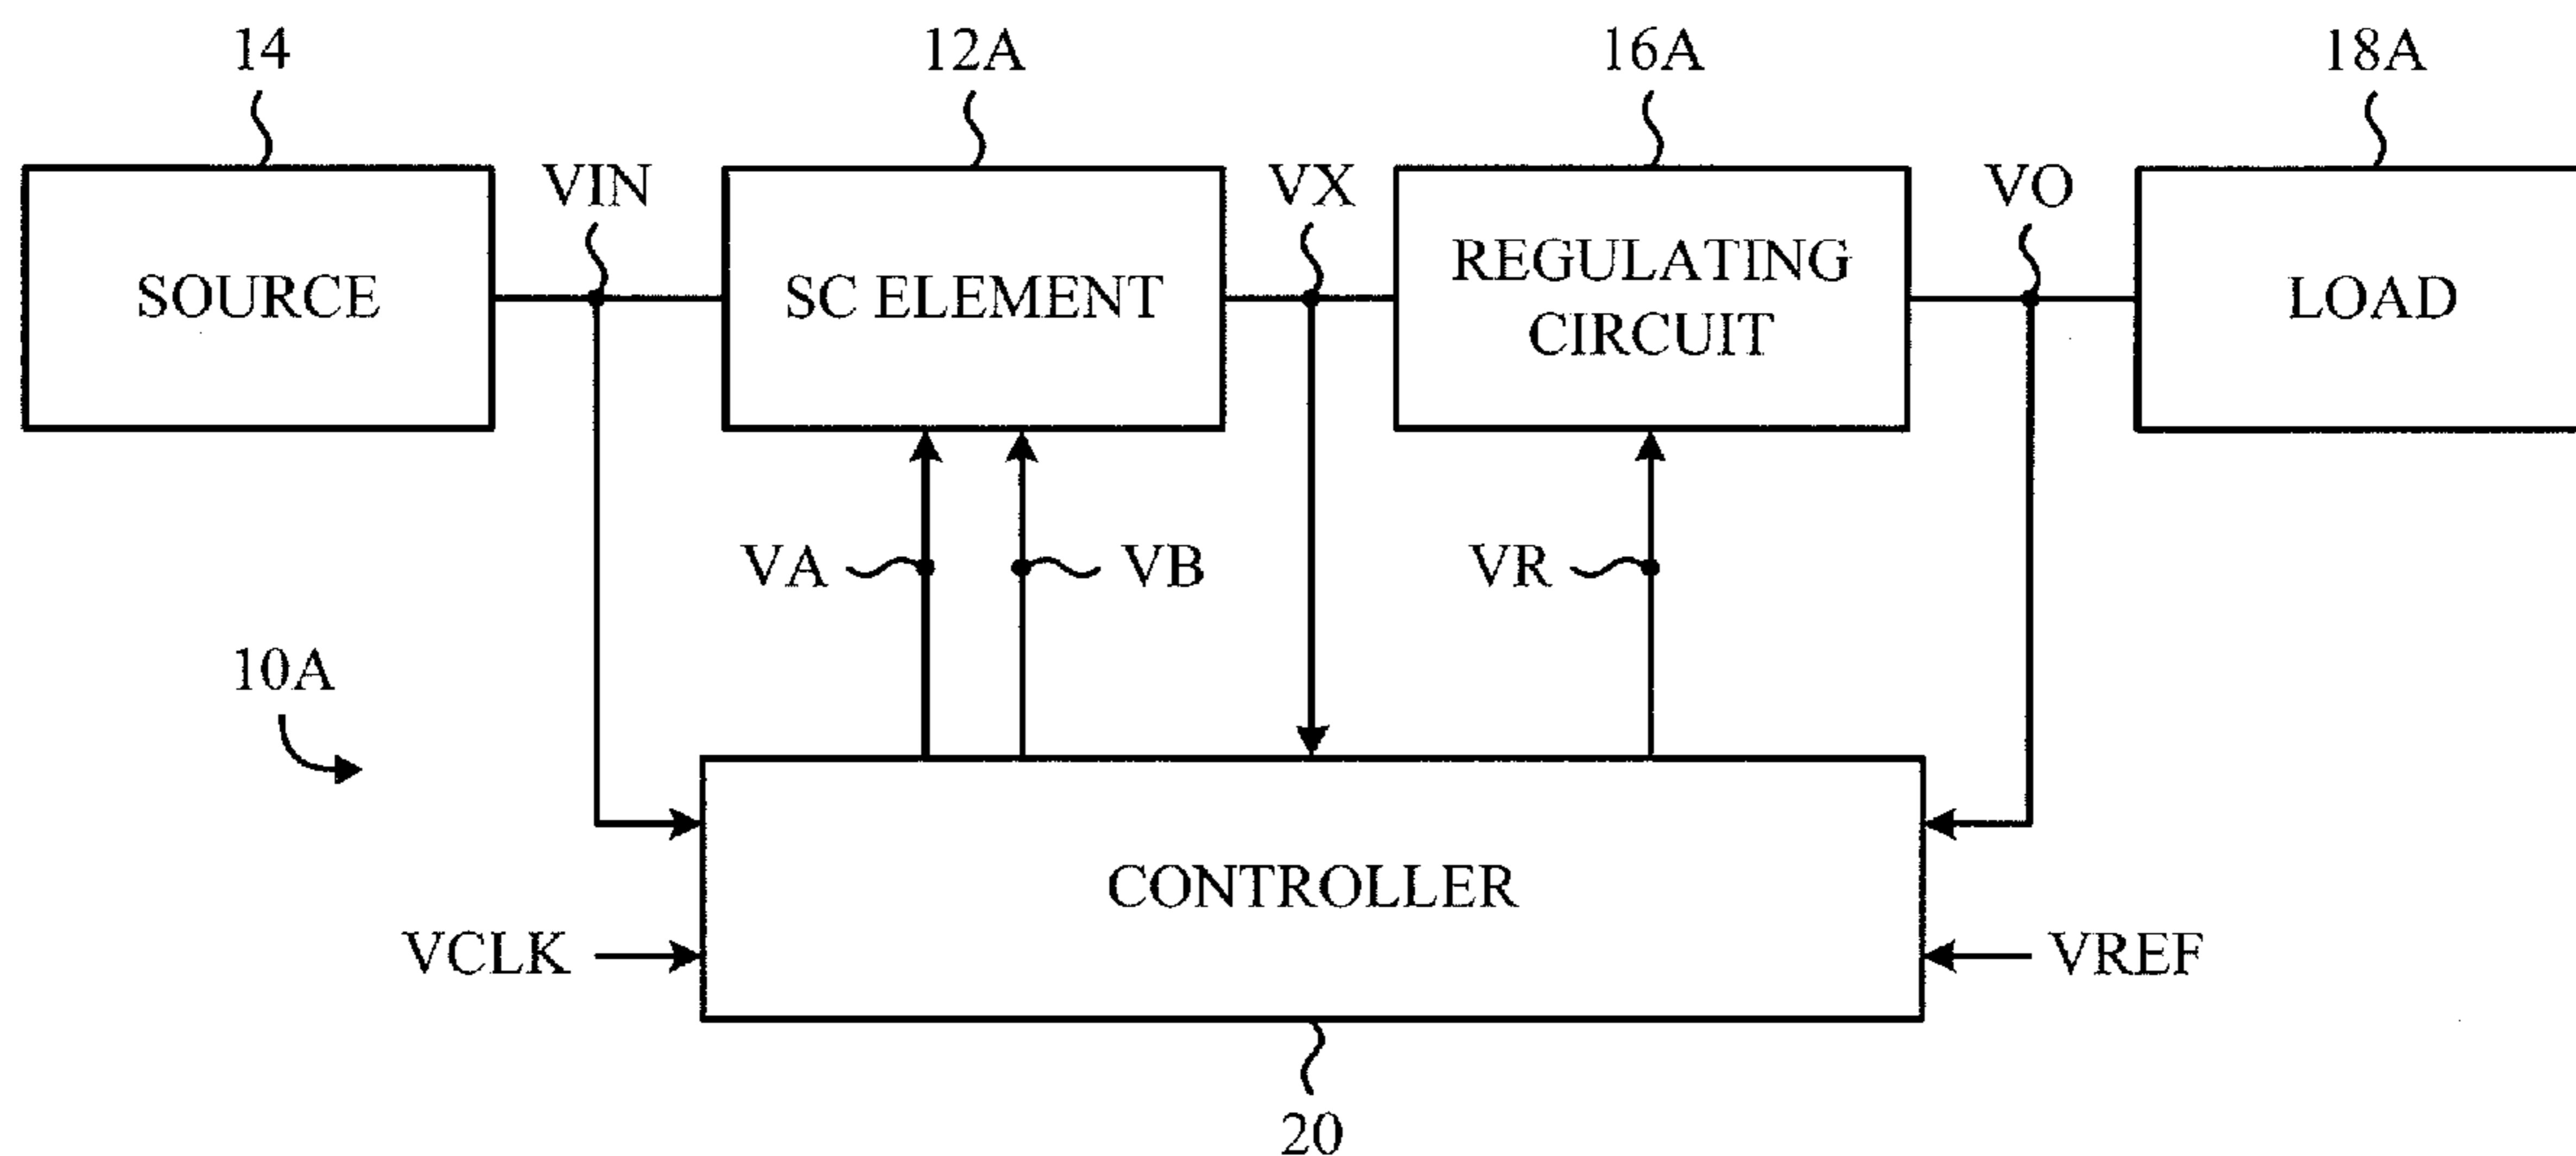 14
12A
16A
18A
VIN
VX
VO
SOURCE
SC ELEMENT
REGULATING
CIRCUIT
LOAD
VA
VB
VR
10A
VCLK
CONTROLLER
VREF
20